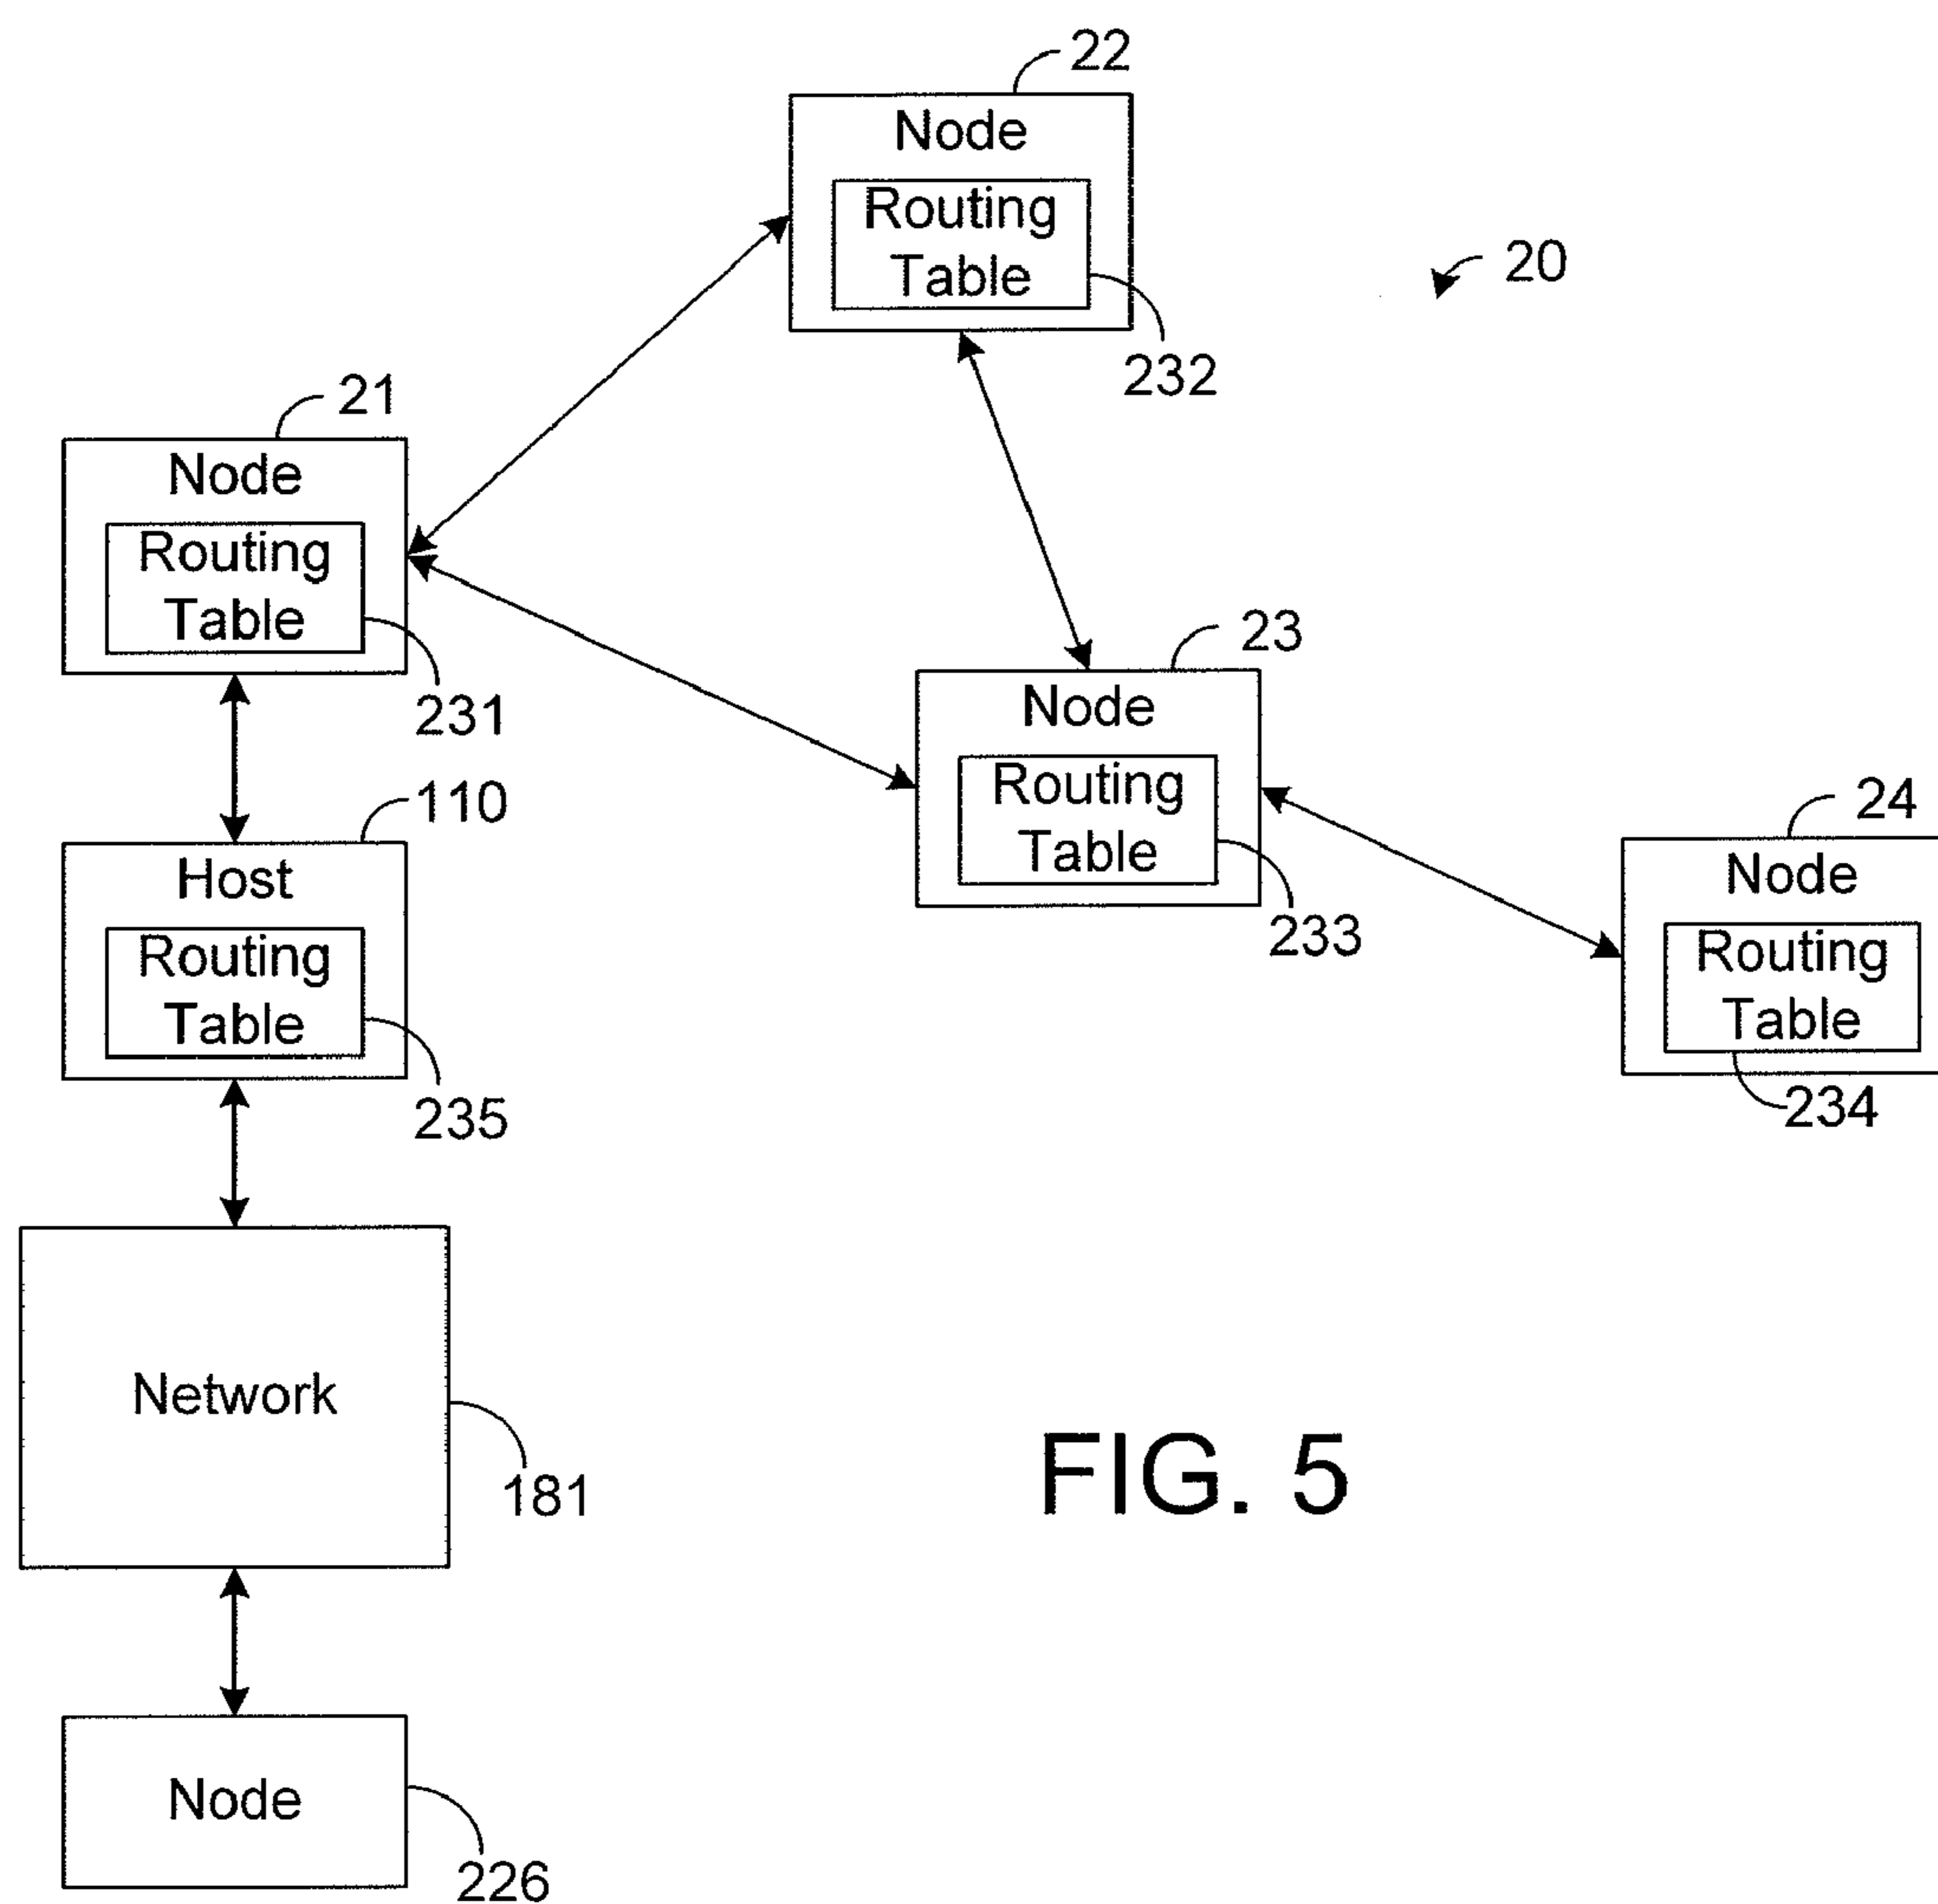 22
Node
Routing
Table
232
20
21
Node
Routing
Table
231
23
Node
Routing
Table
233
110
Host
Routing
Table
235
24
Node
Routing
Table
234
Network
181
FIG. 5
Node
226